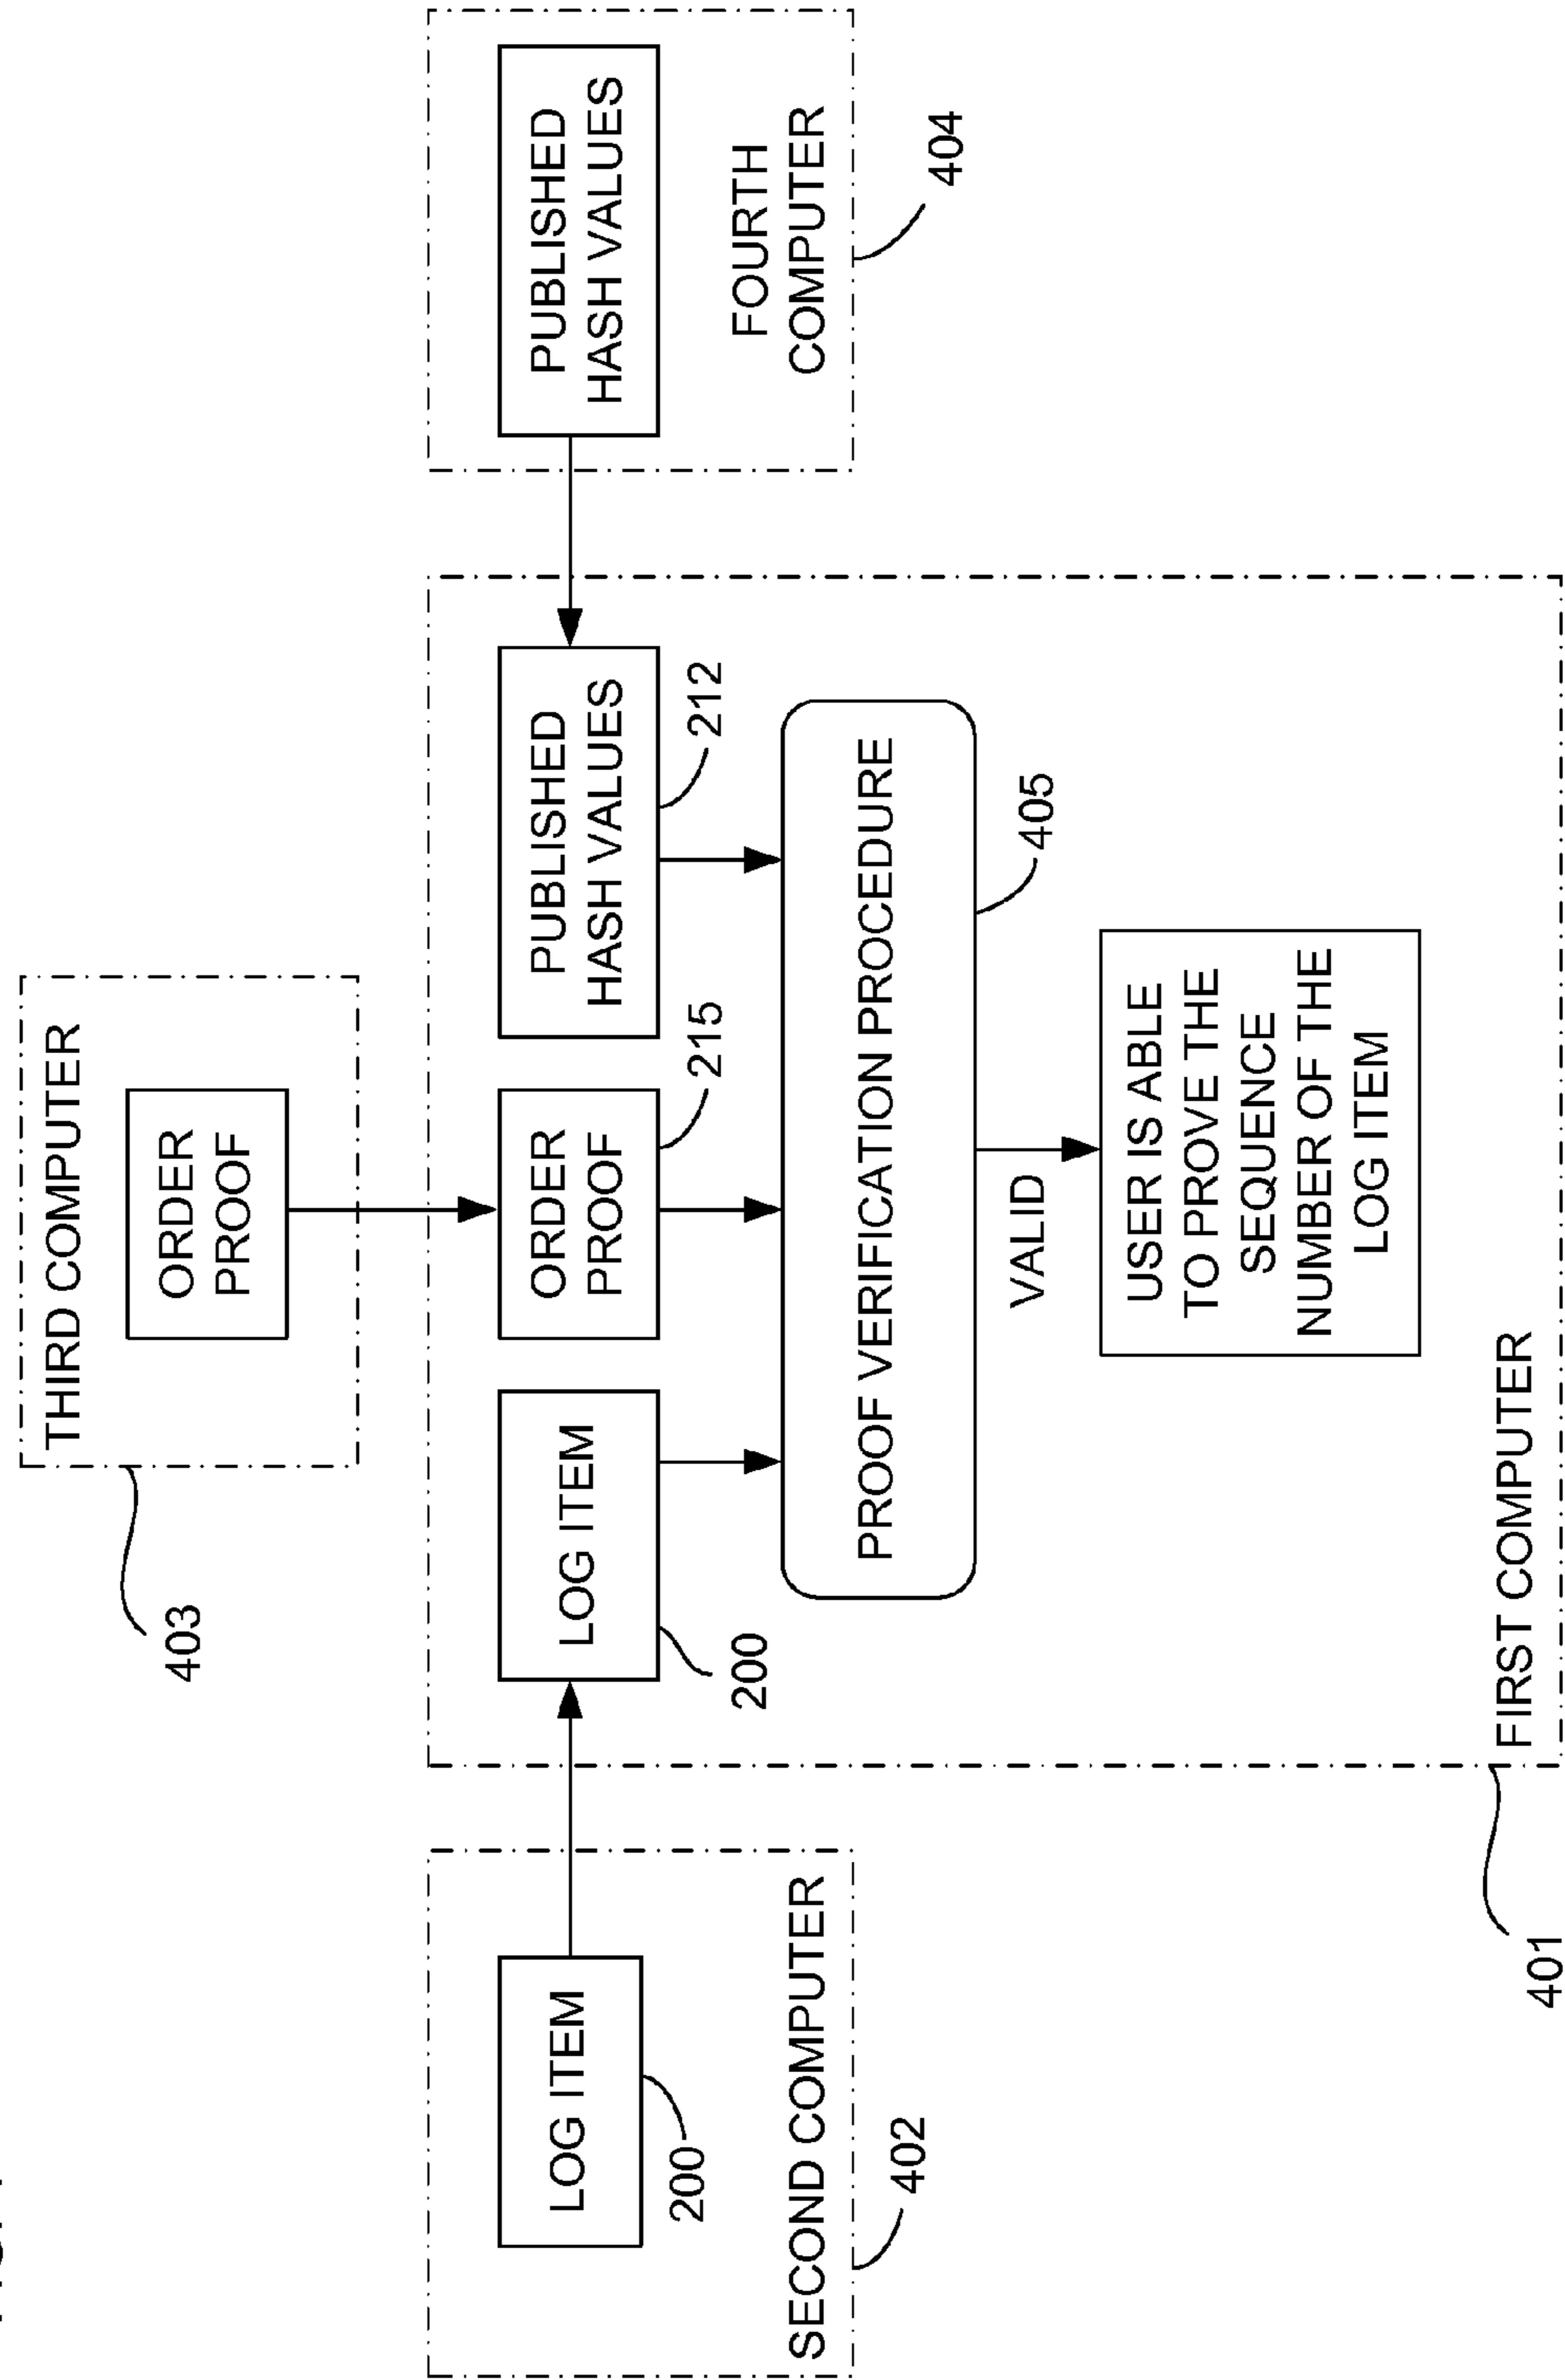 THIRD COMPUTER
ORDER
PROOF
403
LOG ITEM
200
SECOND COMPUTER
402
LOG ITEM
200
ORDER
PROOF
215
PUBLISHED
HASH VALUES
212
PROOF VERIFICATION PROCEDURE
405
VALID
USER IS ABLE
TO PROVE THE
SEQUENCE
NUMBER OF THE
LOG ITEM
FIRST COMPUTER
401
PUBLISHED
HASH VALUES
FOURTH
COMPUTER
404